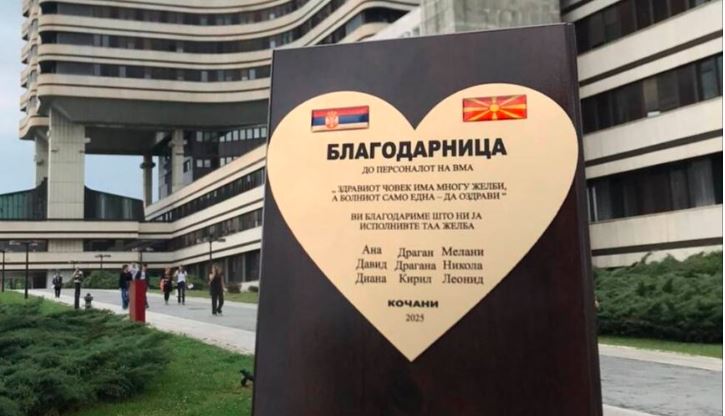 БЛАГОДАРНИЦА
ДО ПЕРСОНАЛОТ НА ВМА
„ ЗДРАВИОТ ЧОВЕК ИМА МНОГУ ЖЕЛБИ,
А БОЛНИОТ САМО ЕДНА – ДА ОЗДРАВИ “
ВИ БЛАГОДАРИМЕ ШТО НИ ЈА
ИСПОЛНИВТЕ ТАА ЖЕЛБА
Ана Драган Мелани
Давид Драгана Никола
Диана Кирил Леонид
КОЧАНИ
2025